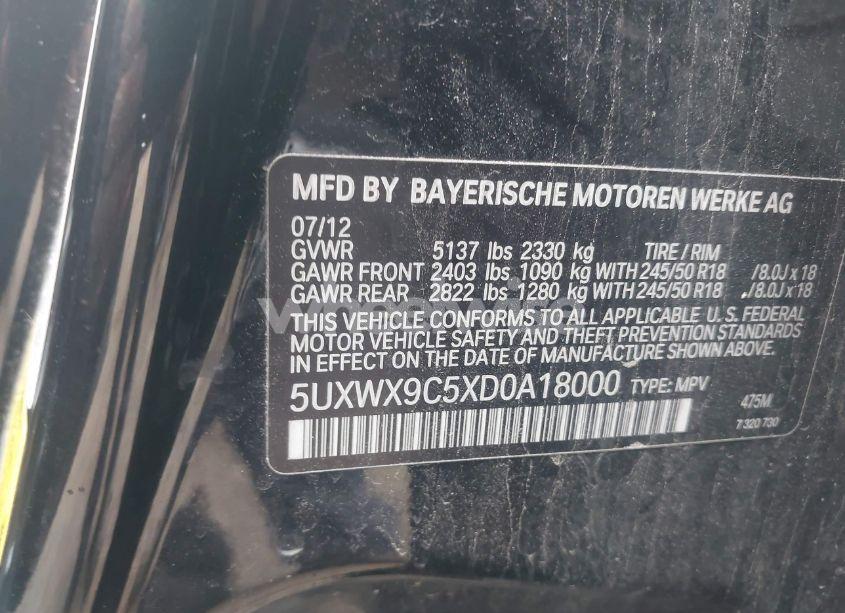 MFD BY BAYERISCHE MOTOREN WERKE AG
07/12
GVWR 5137 lbs 2330 kg TIRE / RIM
GAWR FRONT 2403 lbs 1090 kg WITH 245/50 R18 /8.0J x 18
GAWR REAR 2822 lbs 1280 kg WITH 245/50 R18 /8.0J x 18
THIS VEHICLE CONFORMS TO ALL APPLICABLE U.S. FEDERAL
MOTOR VEHICLE SAFETY AND THEFT PREVENTION STANDARDS
IN EFFECT ON THE DATE OF MANUFACTURE SHOWN ABOVE.
5UXWX9C5XD0A18000 TYPE: MPV
475M
7 320 730